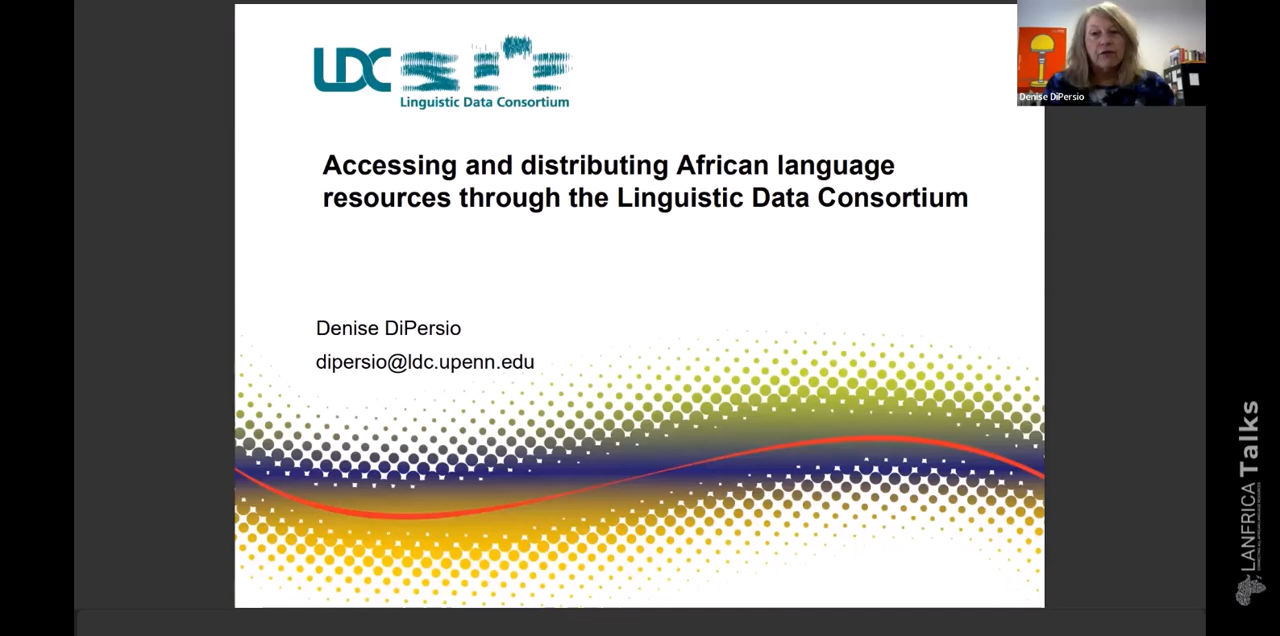 LDC
Linguistic Data Consortium
Denise DiPersio
Accessing and distributing African language
resources through the Linguistic Data Consortium
Denise DiPersio
dipersio@ldc.upenn.edu
LANFRICA Talks